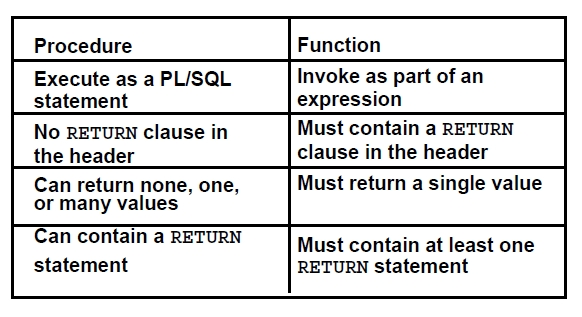 Procedure
Function
Execute as a PL/SQL
statement
Invoke as part of an
expression
No RETURN clause in
the header
Must contain a RETURN
clause in the header
Can return none, one,
or many values
Must return a single value
Can contain a RETURN
statement
Must contain at least one
RETURN statement